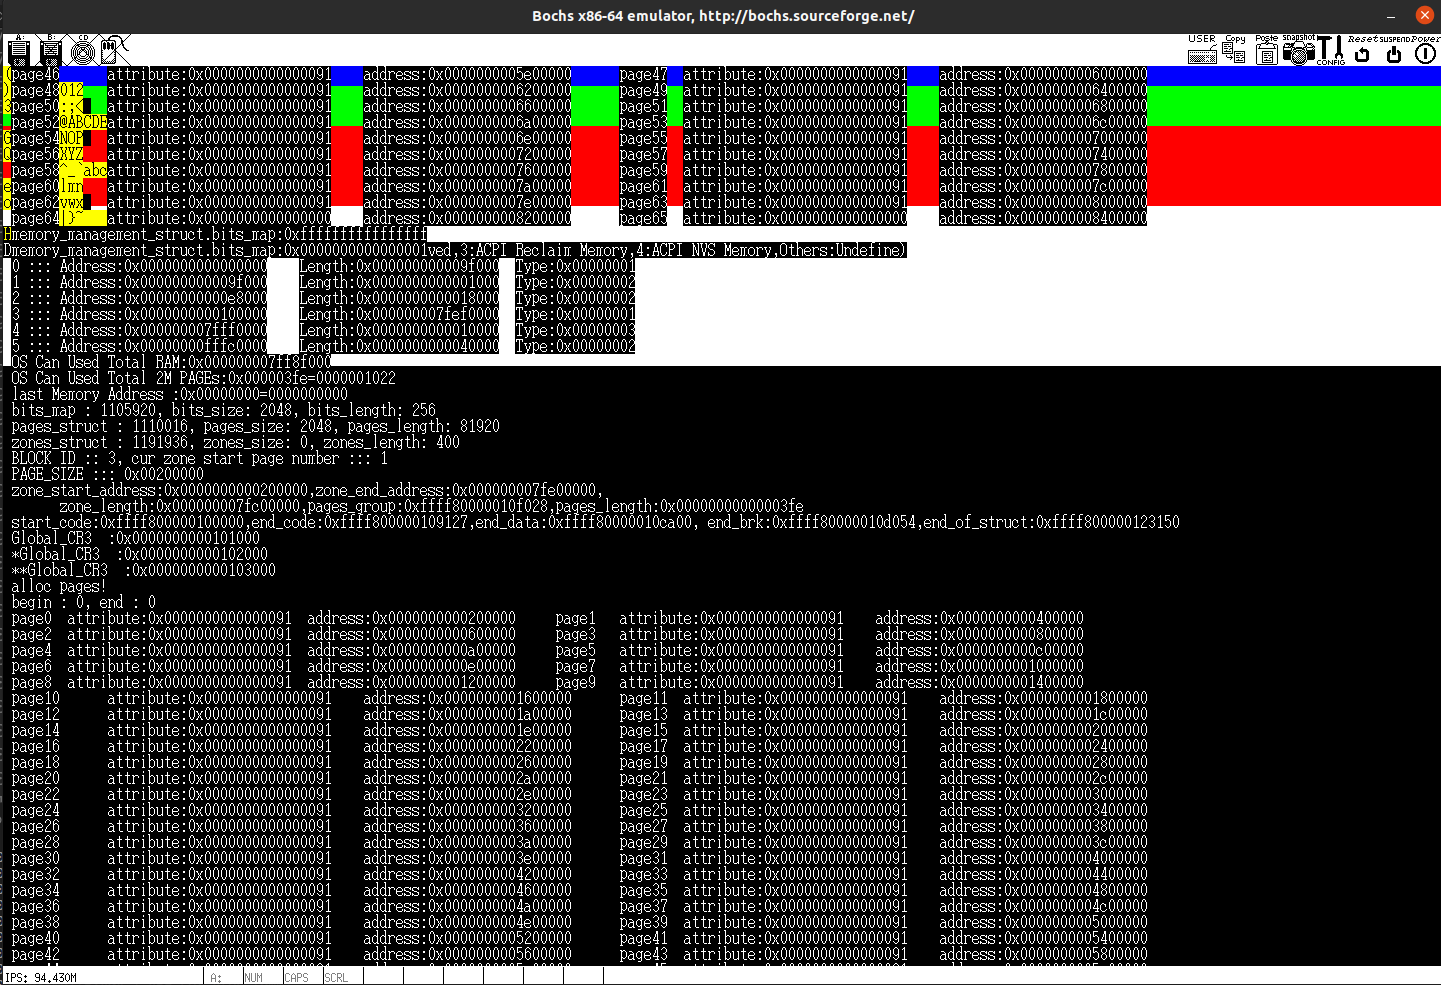 Bochs x86-64 emulator, http://bochs.sourceforge.net/
A: B: CD USER Copy Paste snapshot CONFIG Reset SUSPEND Power
page46 attribute:0x0000000000000091 address:0x0000000005e00000 page47 attribute:0x0000000000000091 address:0x0000000006000000
page48 012 attribute:0x0000000000000091 address:0x0000000006200000 page49 attribute:0x0000000000000091 address:0x0000000006400000
3 page50 :;< attribute:0x0000000000000091 address:0x0000000006600000 page51 attribute:0x0000000000000091 address:0x0000000006800000
page52 @ABCDE attribute:0x0000000000000091 address:0x0000000006a00000 page53 attribute:0x0000000000000091 address:0x0000000006c00000
page54 NOP attribute:0x0000000000000091 address:0x0000000006e00000 page55 attribute:0x0000000000000091 address:0x0000000007000000
Q page56 XYZ attribute:0x0000000000000091 address:0x0000000007200000 page57 attribute:0x0000000000000091 address:0x0000000007400000
page58 ^_`abc attribute:0x0000000000000091 address:0x0000000007600000 page59 attribute:0x0000000000000091 address:0x0000000007800000
e page60 lmn attribute:0x0000000000000091 address:0x0000000007a00000 page61 attribute:0x0000000000000091 address:0x0000000007c00000
o page62 vwx attribute:0x0000000000000091 address:0x0000000007e00000 page63 attribute:0x0000000000000091 address:0x0000000008000000
page64 |}~ attribute:0x0000000000000000 address:0x0000000008200000 page65 attribute:0x0000000000000000 address:0x0000000008400000
Hmemory_management_struct.bits_map:0xffffffffffffffff
Dmemory_management_struct.bits_map:0x0000000000000001ved,3:ACPI Reclaim Memory,4:ACPI NVS Memory,Others:Undefine)
0 ::: Address:0x0000000000000000 Length:0x000000000009f000 Type:0x00000001
1 ::: Address:0x000000000009f000 Length:0x0000000000001000 Type:0x00000002
2 ::: Address:0x00000000000e8000 Length:0x0000000000018000 Type:0x00000002
3 ::: Address:0x0000000000100000 Length:0x000000007fef0000 Type:0x00000001
4 ::: Address:0x000000007fff0000 Length:0x0000000000010000 Type:0x00000003
5 ::: Address:0x00000000fffc0000 Length:0x0000000000040000 Type:0x00000002
OS Can Used Total RAM:0x000000007ff8f000
OS Can Used Total 2M PAGEs:0x000003fe=0000001022
last Memory Address :0x00000000=0000000000
bits_map : 1105920, bits_size: 2048, bits_length: 256
pages_struct : 1110016, pages_size: 2048, pages_length: 81920
zones_struct : 1191936, zones_size: 0, zones_length: 400
BLOCK ID :: 3, cur zone start page number ::: 1
PAGE_SIZE ::: 0x00200000
zone_start_address:0x0000000000200000,zone_end_address:0x000000007fe00000,
zone_length:0x000000007fc00000,pages_group:0xffff80000010f028,pages_length:0x00000000000003fe
start_code:0xffff800000100000,end_code:0xffff800000109127,end_data:0xffff80000010ca00, end_brk:0xffff80000010d054,end_of_struct:0xffff800000123150
Global_CR3 :0x0000000000101000
*Global_CR3 :0x0000000000102000
**Global_CR3 :0x0000000000103000
alloc pages!
begin : 0, end : 0
page0 attribute:0x0000000000000091 address:0x0000000000200000 page1 attribute:0x0000000000000091 address:0x0000000000400000
page2 attribute:0x0000000000000091 address:0x0000000000600000 page3 attribute:0x0000000000000091 address:0x0000000000800000
page4 attribute:0x0000000000000091 address:0x0000000000a00000 page5 attribute:0x0000000000000091 address:0x0000000000c00000
page6 attribute:0x0000000000000091 address:0x0000000000e00000 page7 attribute:0x0000000000000091 address:0x0000000001000000
page8 attribute:0x0000000000000091 address:0x0000000001200000 page9 attribute:0x0000000000000091 address:0x0000000001400000
page10 attribute:0x0000000000000091 address:0x0000000001600000 page11 attribute:0x0000000000000091 address:0x0000000001800000
page12 attribute:0x0000000000000091 address:0x0000000001a00000 page13 attribute:0x0000000000000091 address:0x0000000001c00000
page14 attribute:0x0000000000000091 address:0x0000000001e00000 page15 attribute:0x0000000000000091 address:0x0000000002000000
page16 attribute:0x0000000000000091 address:0x0000000002200000 page17 attribute:0x0000000000000091 address:0x0000000002400000
page18 attribute:0x0000000000000091 address:0x0000000002600000 page19 attribute:0x0000000000000091 address:0x0000000002800000
page20 attribute:0x0000000000000091 address:0x0000000002a00000 page21 attribute:0x0000000000000091 address:0x0000000002c00000
page22 attribute:0x0000000000000091 address:0x0000000002e00000 page23 attribute:0x0000000000000091 address:0x0000000003000000
page24 attribute:0x0000000000000091 address:0x0000000003200000 page25 attribute:0x0000000000000091 address:0x0000000003400000
page26 attribute:0x0000000000000091 address:0x0000000003600000 page27 attribute:0x0000000000000091 address:0x0000000003800000
page28 attribute:0x0000000000000091 address:0x0000000003a00000 page29 attribute:0x0000000000000091 address:0x0000000003c00000
page30 attribute:0x0000000000000091 address:0x0000000003e00000 page31 attribute:0x0000000000000091 address:0x0000000004000000
page32 attribute:0x0000000000000091 address:0x0000000004200000 page33 attribute:0x0000000000000091 address:0x0000000004400000
page34 attribute:0x0000000000000091 address:0x0000000004600000 page35 attribute:0x0000000000000091 address:0x0000000004800000
page36 attribute:0x0000000000000091 address:0x0000000004a00000 page37 attribute:0x0000000000000091 address:0x0000000004c00000
page38 attribute:0x0000000000000091 address:0x0000000004e00000 page39 attribute:0x0000000000000091 address:0x0000000005000000
page40 attribute:0x0000000000000091 address:0x0000000005200000 page41 attribute:0x0000000000000091 address:0x0000000005400000
page42 attribute:0x0000000000000091 address:0x0000000005600000 page43 attribute:0x0000000000000091 address:0x0000000005800000
IPS: 94.430M A: NUM CAPS SCRL